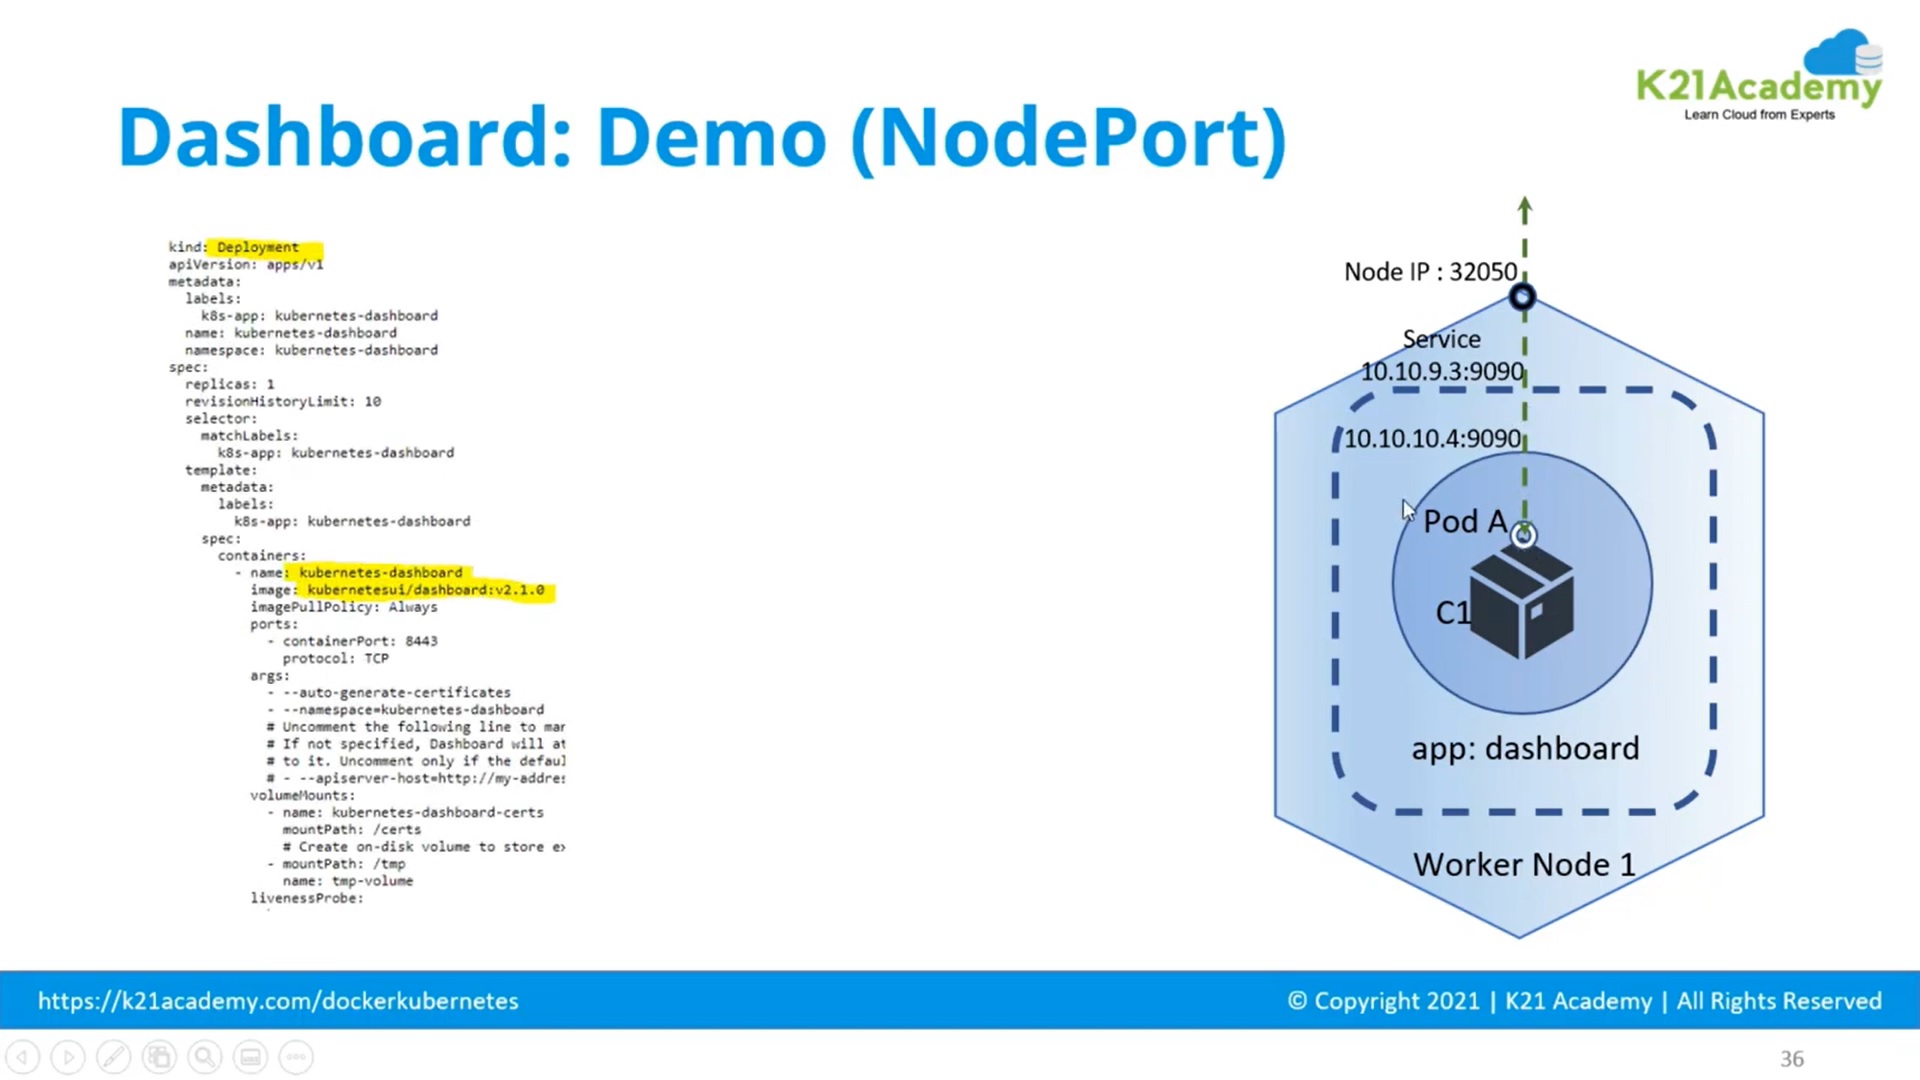 K21Academy
Learn Cloud from Experts
Dashboard: Demo (NodePort)
kind: Deployment
apiVersion: apps/v1
metadata:
  labels:
    k8s-app: kubernetes-dashboard
  name: kubernetes-dashboard
  namespace: kubernetes-dashboard
spec:
  replicas: 1
  revisionHistoryLimit: 10
  selector:
    matchLabels:
      k8s-app: kubernetes-dashboard
  template:
    metadata:
      labels:
        k8s-app: kubernetes-dashboard
    spec:
      containers:
        - name: kubernetes-dashboard
          image: kubernetesui/dashboard:v2.1.0
          imagePullPolicy: Always
          ports:
            - containerPort: 8443
              protocol: TCP
          args:
            - --auto-generate-certificates
            - --namespace=kubernetes-dashboard
            # Uncomment the following line to mar
            # If not specified, Dashboard will at
            # to it. Uncomment only if the defaul
            # - --apiserver-host=http://my-addres
          volumeMounts:
            - name: kubernetes-dashboard-certs
              mountPath: /certs
              # Create on-disk volume to store ex
            - mountPath: /tmp
              name: tmp-volume
          livenessProbe:
Node IP : 32050
Service
10.10.9.3:9090
10.10.10.4:9090
Pod A
C1
app: dashboard
Worker Node 1
https://k21academy.com/dockerkubernetes
© Copyright 2021 | K21 Academy | All Rights Reserved
36